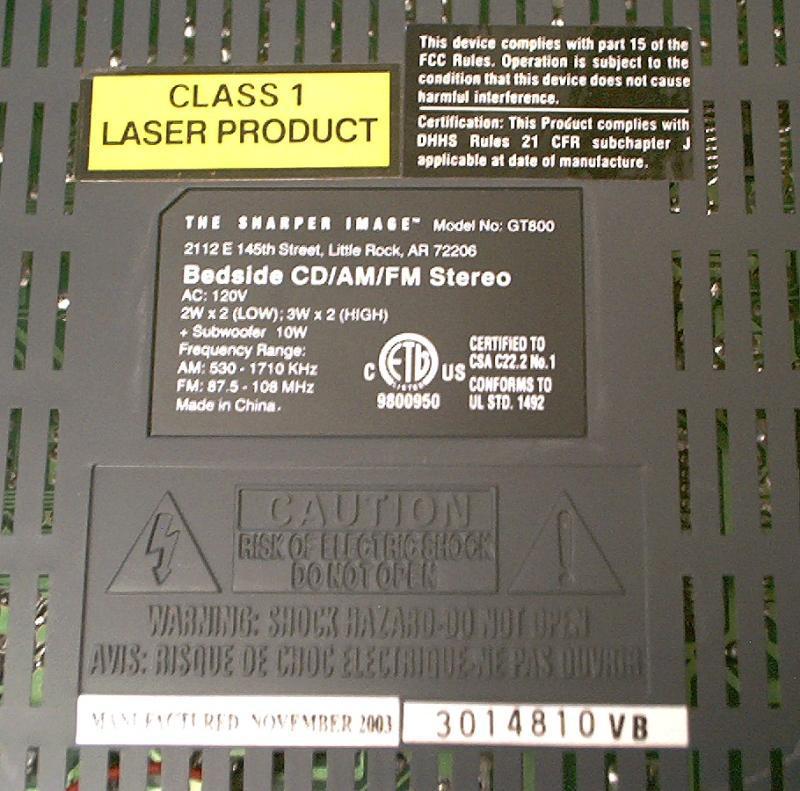 This device complies with part 15 of the
FCC Rules. Operation is subject to the
condition that this device does not cause
harmful interference.
Certification: This Product complies with
DHHS Rules 21 CFR subchapter J
applicable at date of manufacture.
CLASS 1
LASER PRODUCT
THE SHARPER IMAGE™ Model No: GT800
2112 E 145th Street, Little Rock, AR 72206
Bedside CD/AM/FM Stereo
AC: 120V
2W x 2 (LOW); 3W x 2 (HIGH)
+ Subwoofer 10W
Frequency Range:
AM: 530 - 1710 KHz
FM: 87.5 - 108 MHz
Made in China.
C ETL US
LISTED
9800950
CERTIFIED TO
CSA C22.2 No.1
CONFORMS TO
UL STD. 1492
CAUTION
RISK OF ELECTRIC SHOCK
DO NOT OPEN
WARNING: SHOCK HAZARD-DO NOT OPEN
AVIS: RISQUE DE CHOC ELECTRIQUE-NE PAS OUVRIR
MANUFACTURED NOVEMBER 2003
3014810 VB